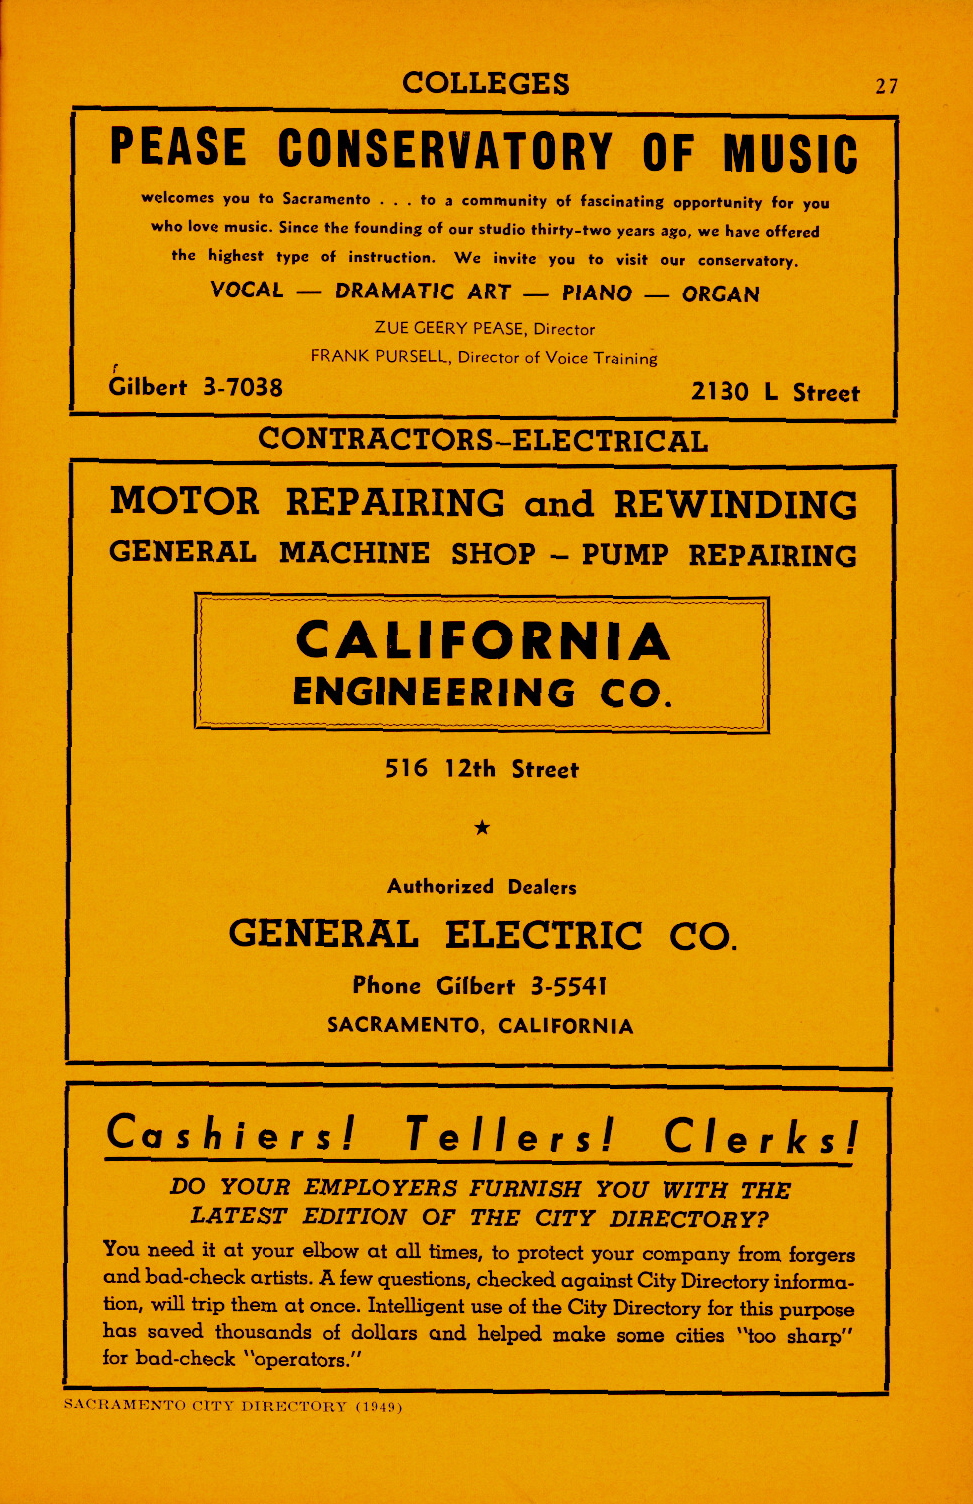 COLLEGES
27
PEASE CONSERVATORY OF MUSIC
welcomes you to Sacramento . . . to a community of fascinating opportunity for you
who love music. Since the founding of our studio thirty-two years ago, we have offered
the highest type of instruction. We invite you to visit our conservatory.
VOCAL — DRAMATIC ART — PIANO — ORGAN
ZUE GEERY PEASE, Director
FRANK PURSELL, Director of Voice Training
Gilbert 3-7038
2130 L Street
CONTRACTORS—ELECTRICAL
MOTOR REPAIRING and REWINDING
GENERAL MACHINE SHOP — PUMP REPAIRING
CALIFORNIA
ENGINEERING CO.
516 12th Street
★
Authorized Dealers
GENERAL ELECTRIC CO.
Phone Gilbert 3-5541
SACRAMENTO, CALIFORNIA
Cashiers! Tellers! Clerks!
DO YOUR EMPLOYERS FURNISH YOU WITH THE
LATEST EDITION OF THE CITY DIRECTORY?
You need it at your elbow at all times, to protect your company from forgers
and bad-check artists. A few questions, checked against City Directory informa-
tion, will trip them at once. Intelligent use of the City Directory for this purpose
has saved thousands of dollars and helped make some cities "too sharp"
for bad-check "operators."
SACRAMENTO CITY DIRECTORY (1949)